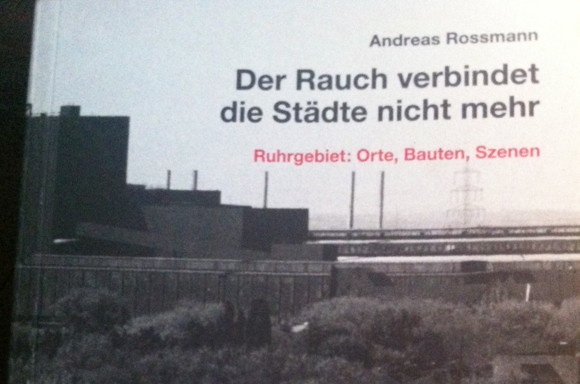 Andreas Rossmann
Der Rauch verbindet
die Städte nicht mehr
Ruhrgebiet: Orte, Bauten, Szenen